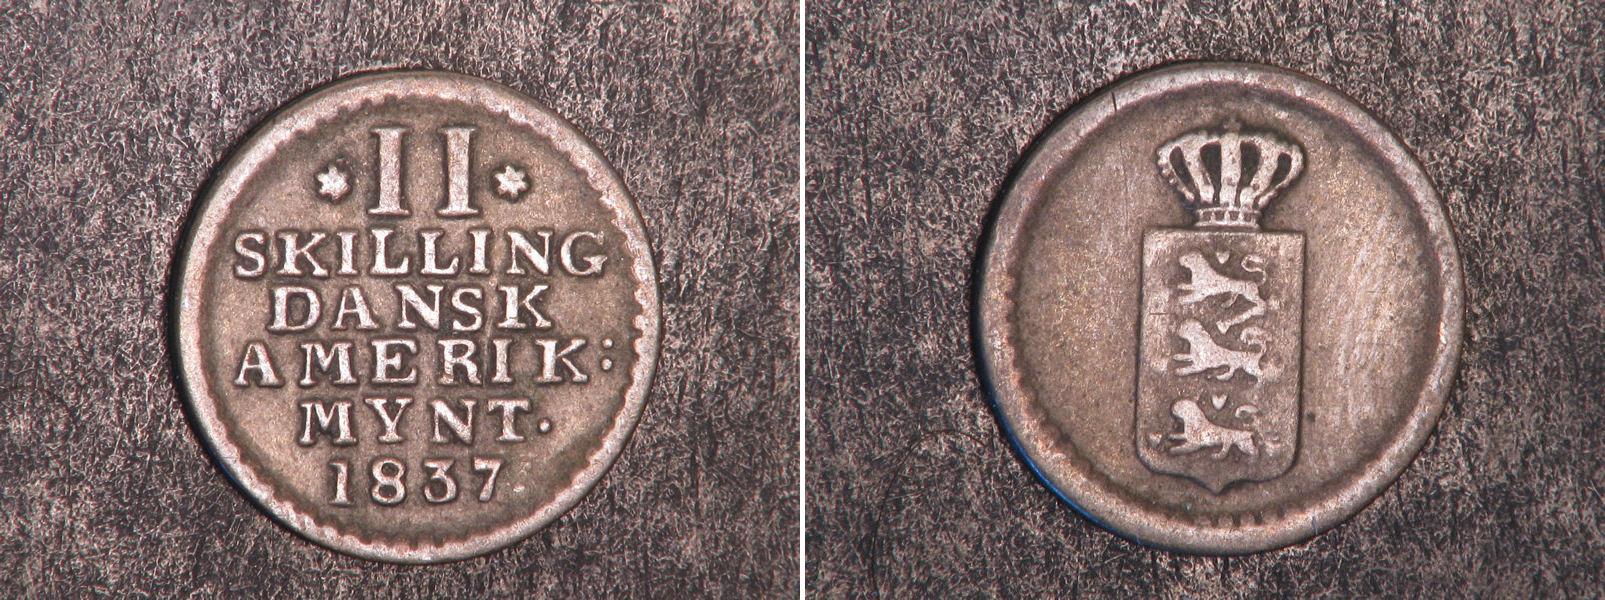 * II *
SKILLING
DANSK
AMERIK:
MYNT.
1837